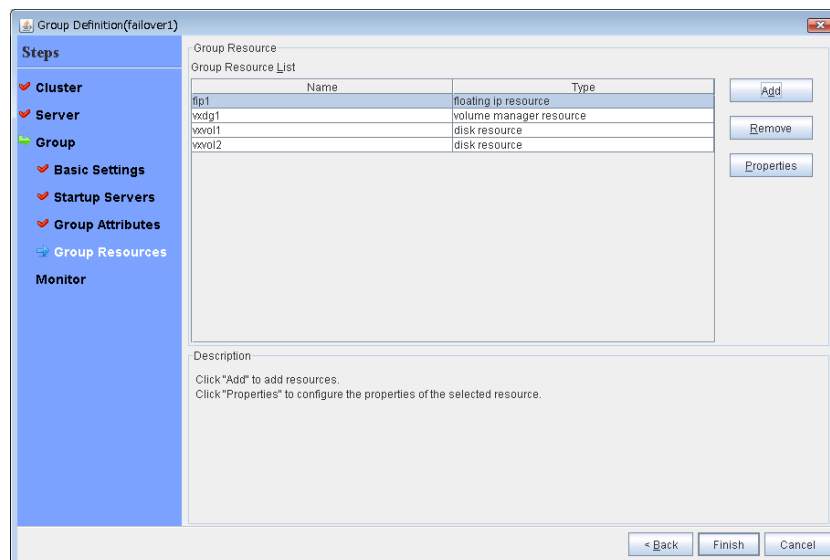 Group Definition(failover1)
Steps
Cluster
Server
Group
Basic Settings
Startup Servers
Group Attributes
Group Resources
Monitor
Group Resource
Group Resource List
Name Type
fip1 floating ip resource
vxdg1 volume manager resource
vxvol1 disk resource
vxvol2 disk resource
Add
Remove
Properties
Description
Click "Add" to add resources.
Click "Properties" to configure the properties of the selected resource.
< Back Finish Cancel